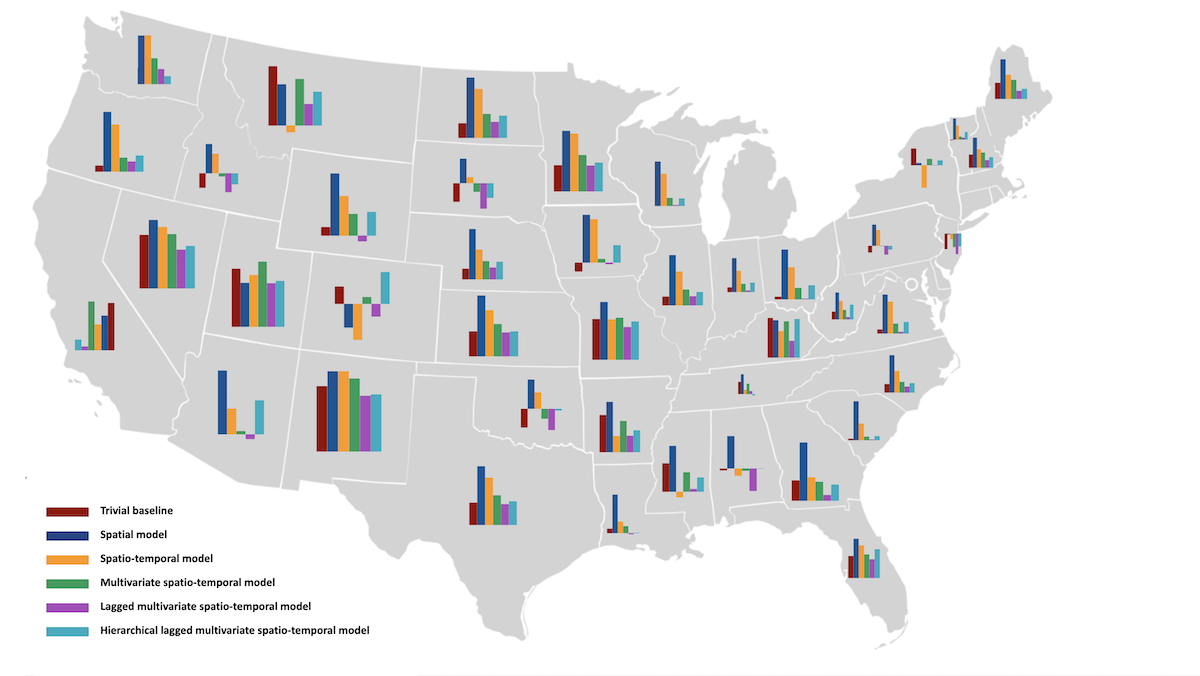 Trivial baseline
Spatial model
Spatio-temporal model
Multivariate spatio-temporal model
Lagged multivariate spatio-temporal model
Hierarchical lagged multivariate spatio-temporal model